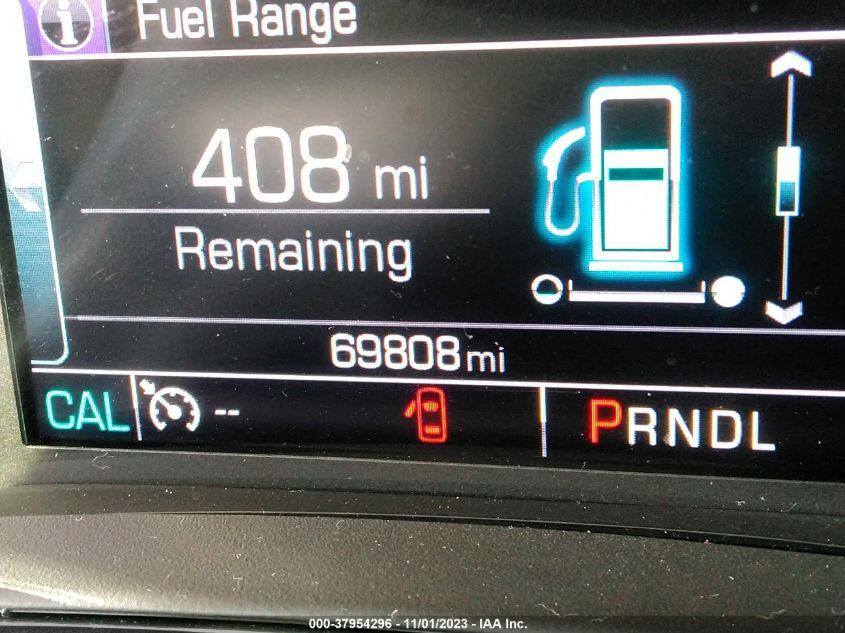 Fuel Range
408 mi
Remaining
69808 mi
CAL -- PRNDL
000-37954296 - 11/01/2023 - IAA Inc.